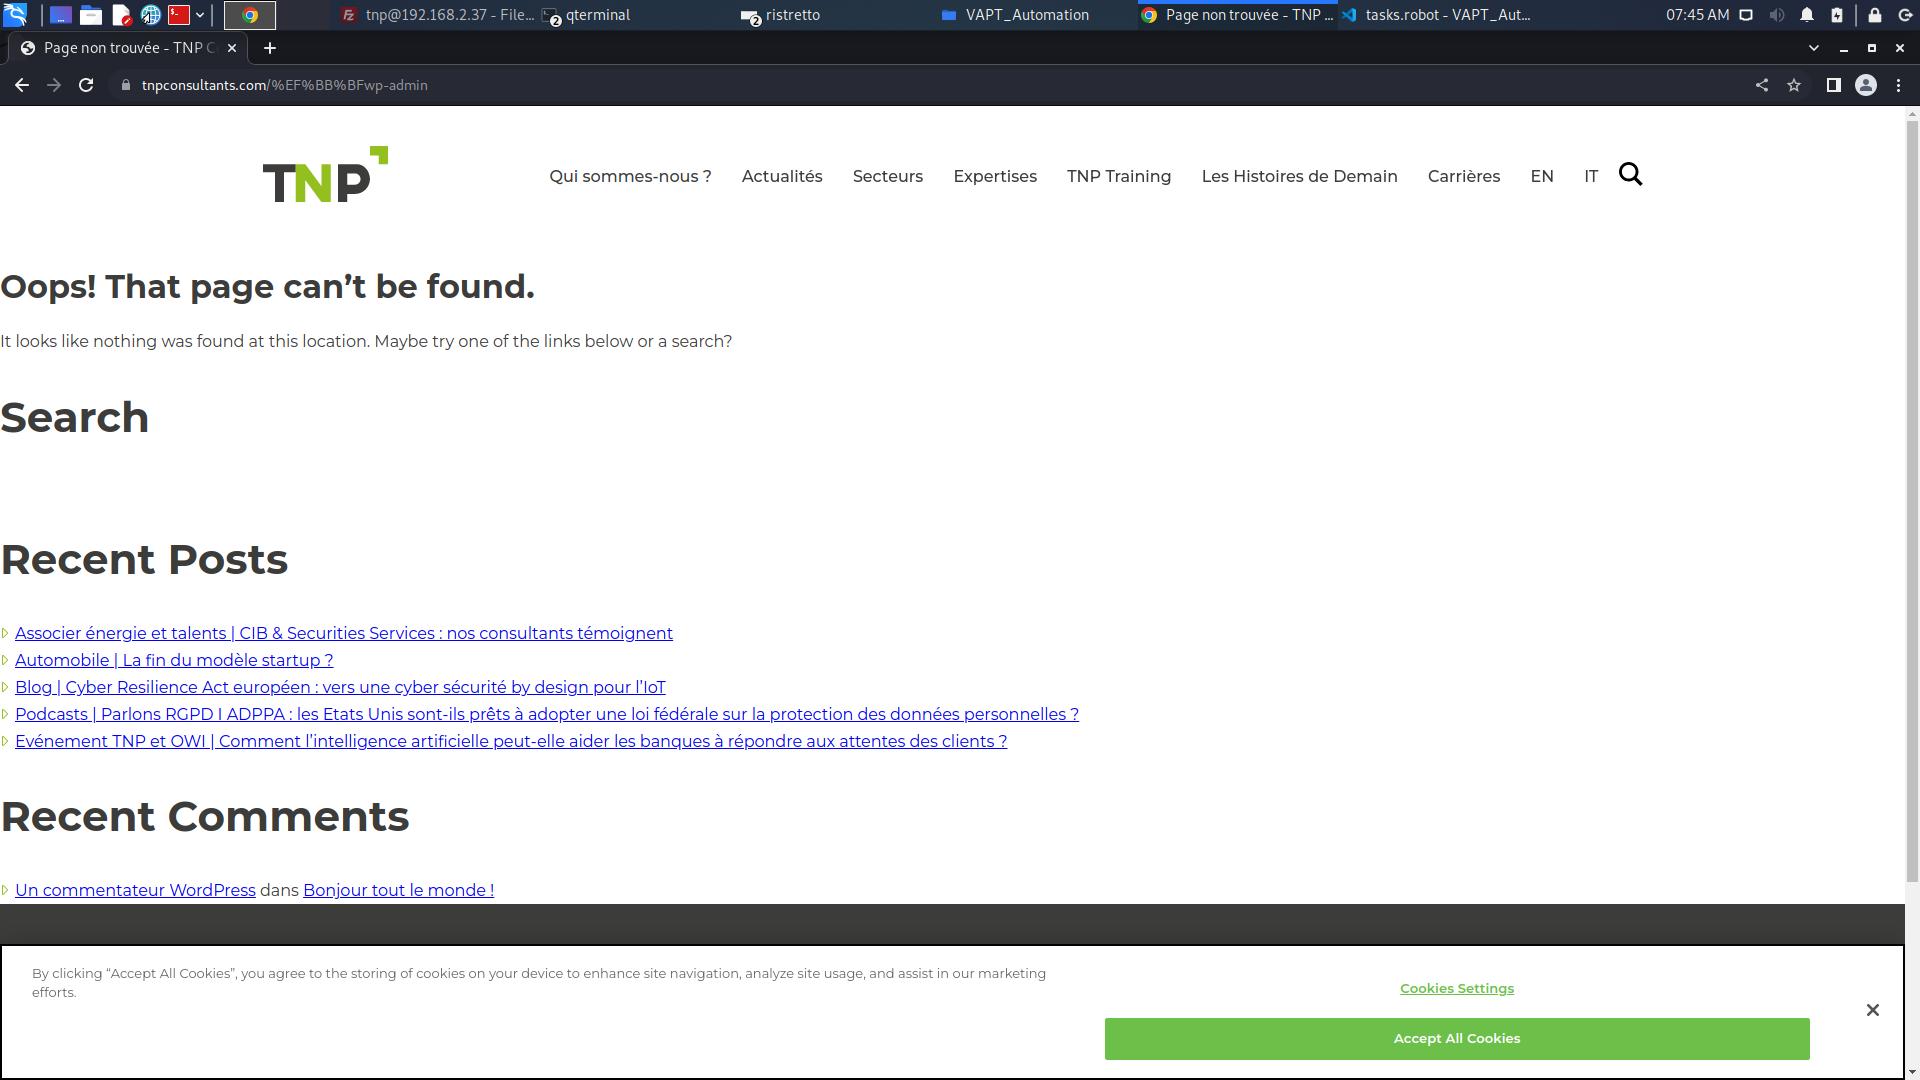 tnp@192.168.2.37 - File...
2 qterminal
2 ristretto
VAPT_Automation
Page non trouvée - TNP ...
tasks.robot - VAPT_Aut...
07:45 AM
Page non trouvée - TNP C
tnpconsultants.com/%EF%BB%BFwp-admin
TNP
Qui sommes-nous ?
Actualités
Secteurs
Expertises
TNP Training
Les Histoires de Demain
Carrières
EN
IT
Oops! That page can’t be found.
It looks like nothing was found at this location. Maybe try one of the links below or a search?
Search
Recent Posts
Associer énergie et talents | CIB & Securities Services : nos consultants témoignent
Automobile | La fin du modèle startup ?
Blog | Cyber Resilience Act européen : vers une cyber sécurité by design pour l’IoT
Podcasts | Parlons RGPD I ADPPA : les Etats Unis sont-ils prêts à adopter une loi fédérale sur la protection des données personnelles ?
Evénement TNP et OWI | Comment l’intelligence artificielle peut-elle aider les banques à répondre aux attentes des clients ?
Recent Comments
Un commentateur WordPress dans Bonjour tout le monde !
By clicking “Accept All Cookies”, you agree to the storing of cookies on your device to enhance site navigation, analyze site usage, and assist in our marketing
efforts.
Cookies Settings
Accept All Cookies